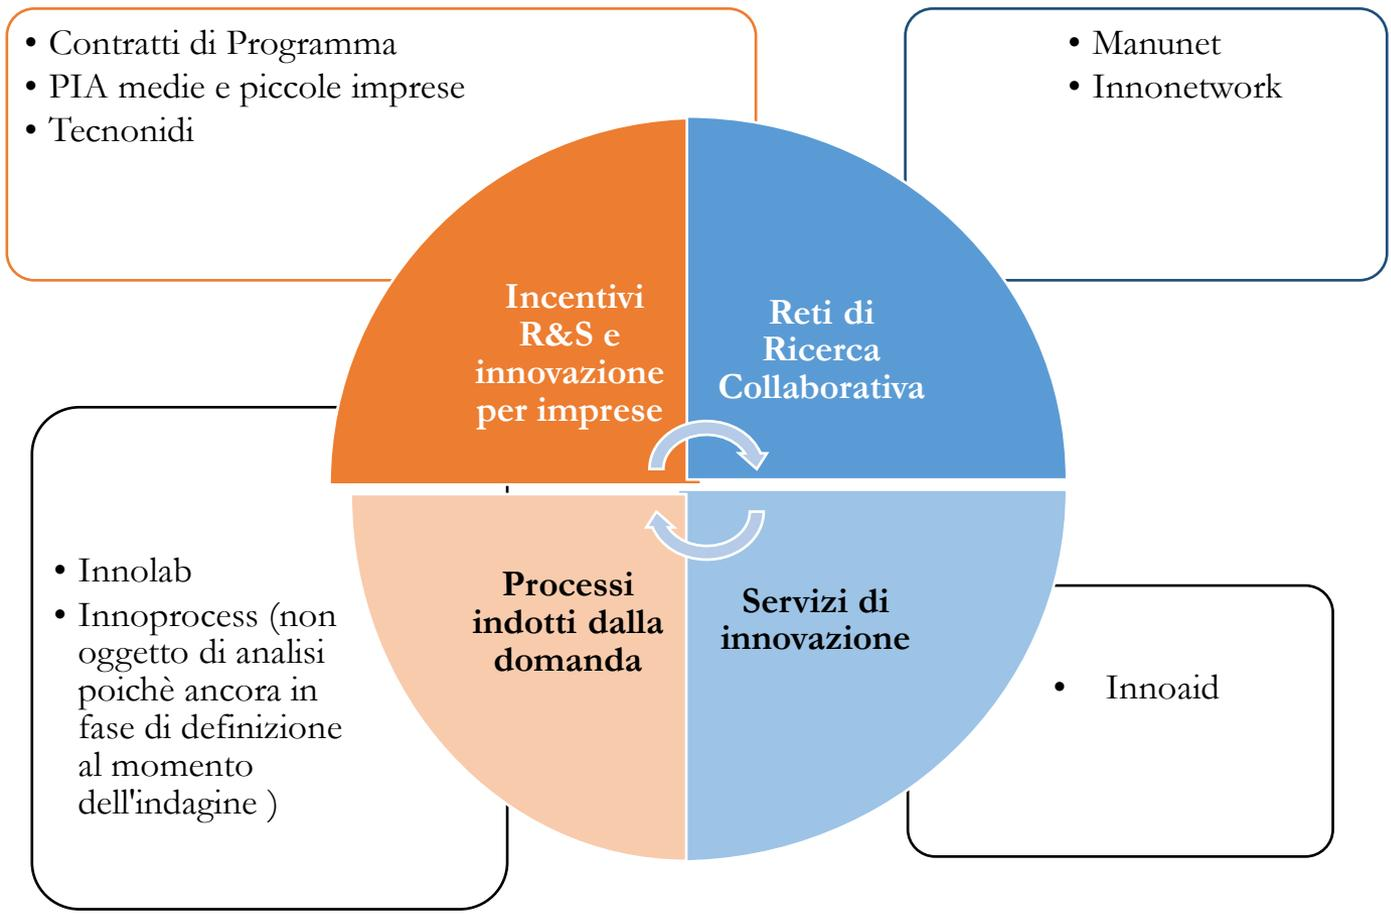 • Contratti di Programma
• PIA medie e piccole imprese
• Tecnonidi
• Manunet
• Innonetwork
Incentivi
R&S e
innovazione
per imprese
Reti di
Ricerca
Collaborativa
• Innolab
• Innoprocess (non
oggetto di analisi
poichè ancora in
fase di definizione
al momento
dell'indagine )
Processi
indotti dalla
domanda
Servizi di
innovazione
• Innoaid